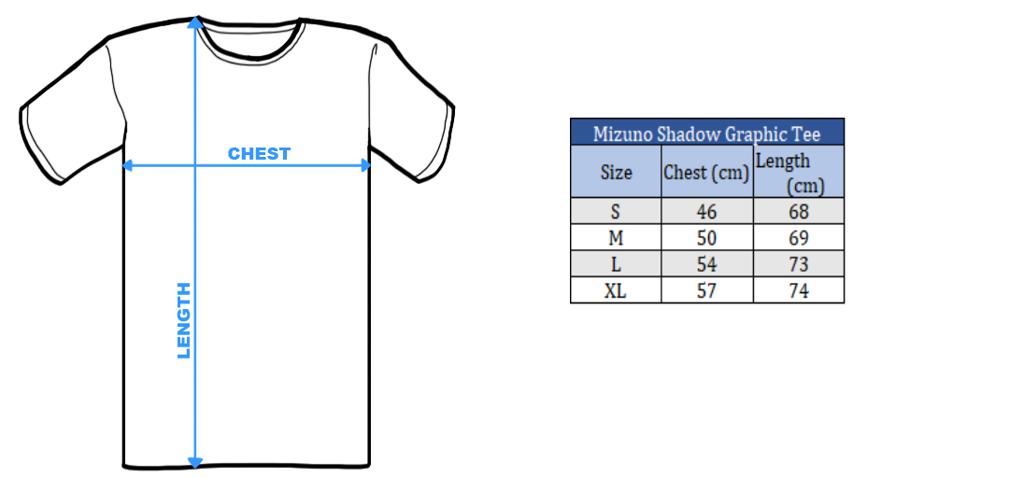 CHEST
LENGTH
Mizuno Shadow Graphic Tee
Size Chest (cm) Length
(cm)
S 46 68
M 50 69
L 54 73
XL 57 74